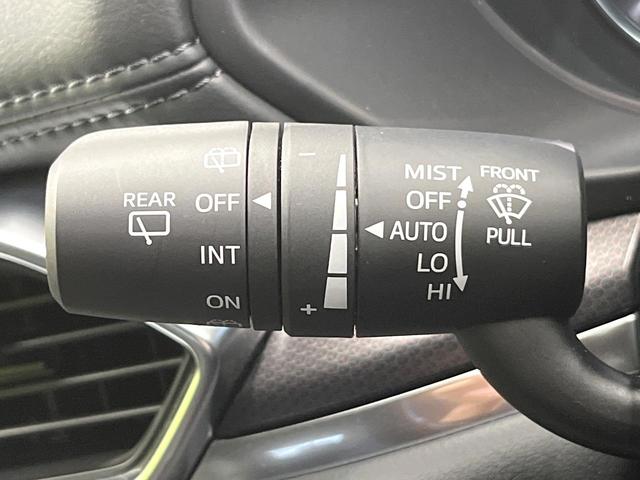 REAR
OFF
INT
ON
−
+
MIST
OFF
AUTO
LO
HI
FRONT
PULL